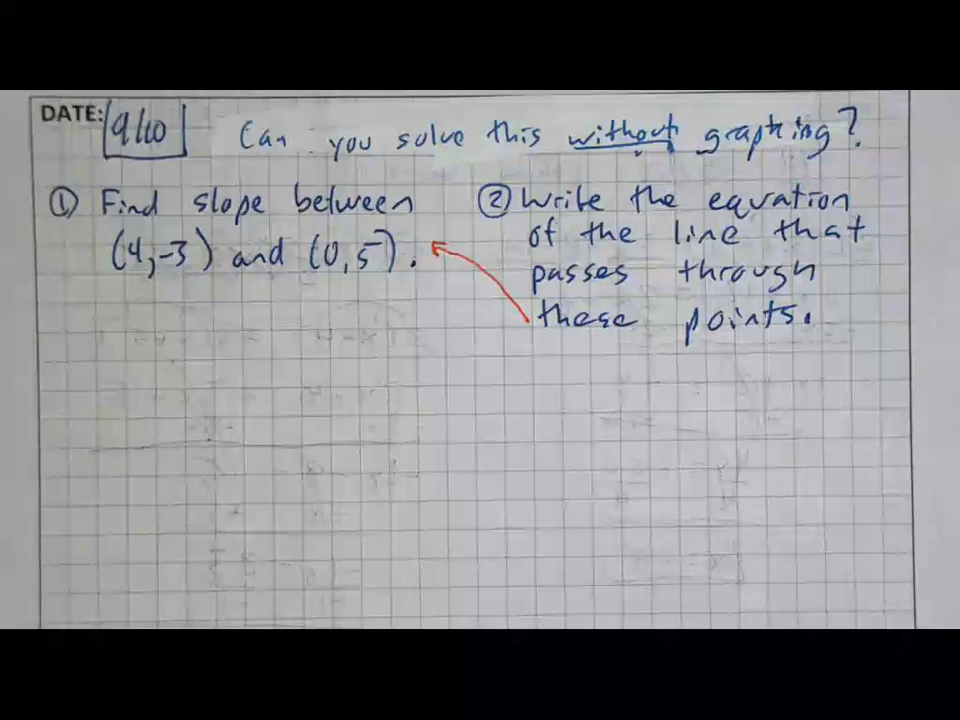 DATE: 9/10 Can you solve this without graphing?
① Find slope between
(4,-3) and (0,5).
② Write the equation
of the line that
passes through
these points.